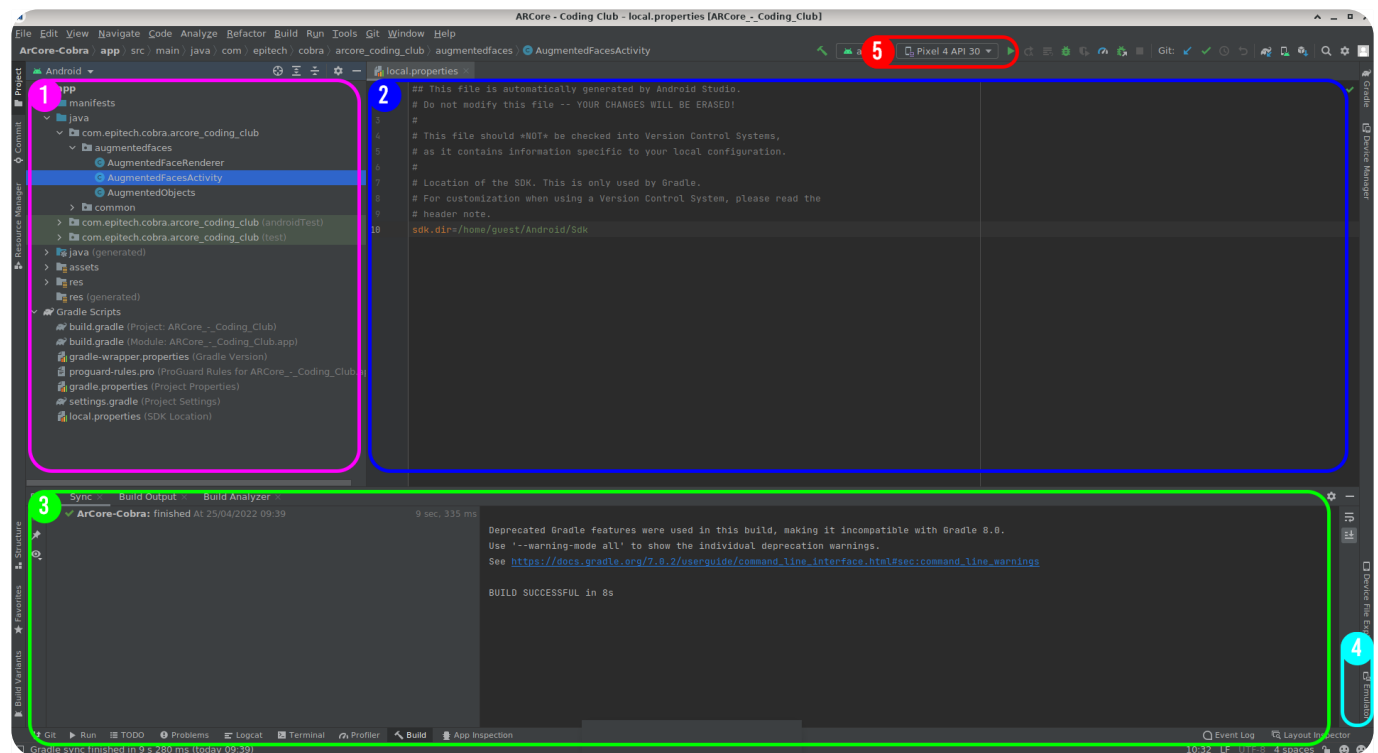 ARCore - Coding Club - local.properties [ARCore_-_Coding_Club]
File Edit View Navigate Code Analyze Refactor Build Run Tools Git Window Help
ArCore-Cobra app src main java com epitech cobra arcore_coding_club augmentedfaces AugmentedFacesActivity
a
5
Pixel 4 API 30
Git:
Android
local.properties
1
app
manifests
java
com.epitech.cobra.arcore_coding_club
augmentedfaces
AugmentedFaceRenderer
AugmentedFacesActivity
AugmentedObjects
common
com.epitech.cobra.arcore_coding_club (androidTest)
com.epitech.cobra.arcore_coding_club (test)
java (generated)
assets
res
res (generated)
Gradle Scripts
build.gradle (Project: ARCore_-_Coding_Club)
build.gradle (Module: ARCore_-_Coding_Club.app)
gradle-wrapper.properties (Gradle Version)
proguard-rules.pro (ProGuard Rules for ARCore_-_Coding_Club.ap
gradle.properties (Project Properties)
settings.gradle (Project Settings)
local.properties (SDK Location)
2
## This file is automatically generated by Android Studio.
# Do not modify this file -- YOUR CHANGES WILL BE ERASED!
3 #
4 # This file should *NOT* be checked into Version Control Systems,
5 # as it contains information specific to your local configuration.
6 #
7 # Location of the SDK. This is only used by Gradle.
8 # For customization when using a Version Control System, please read the
9 # header note.
10 sdk.dir=/home/guest/Android/Sdk
Project
Commit
Resource Manager
Structure
Favorites
Build Variants
Gradle
Device Manager
Device File Exp
4
Emulator
3
Sync Build Output Build Analyzer
ArCore-Cobra: finished At 25/04/2022 09:39 9 sec, 335 ms
Deprecated Gradle features were used in this build, making it incompatible with Gradle 8.0.
Use '--warning-mode all' to show the individual deprecation warnings.
See https://docs.gradle.org/7.0.2/userguide/command_line_interface.html#sec:command_line_warnings
BUILD SUCCESSFUL in 8s
Git Run TODO Problems Logcat Terminal Profiler Build App Inspection Event Log Layout Inspector
Gradle sync finished in 9 s 280 ms (today 09:39) 10:32 LF UTF-8 4 spaces